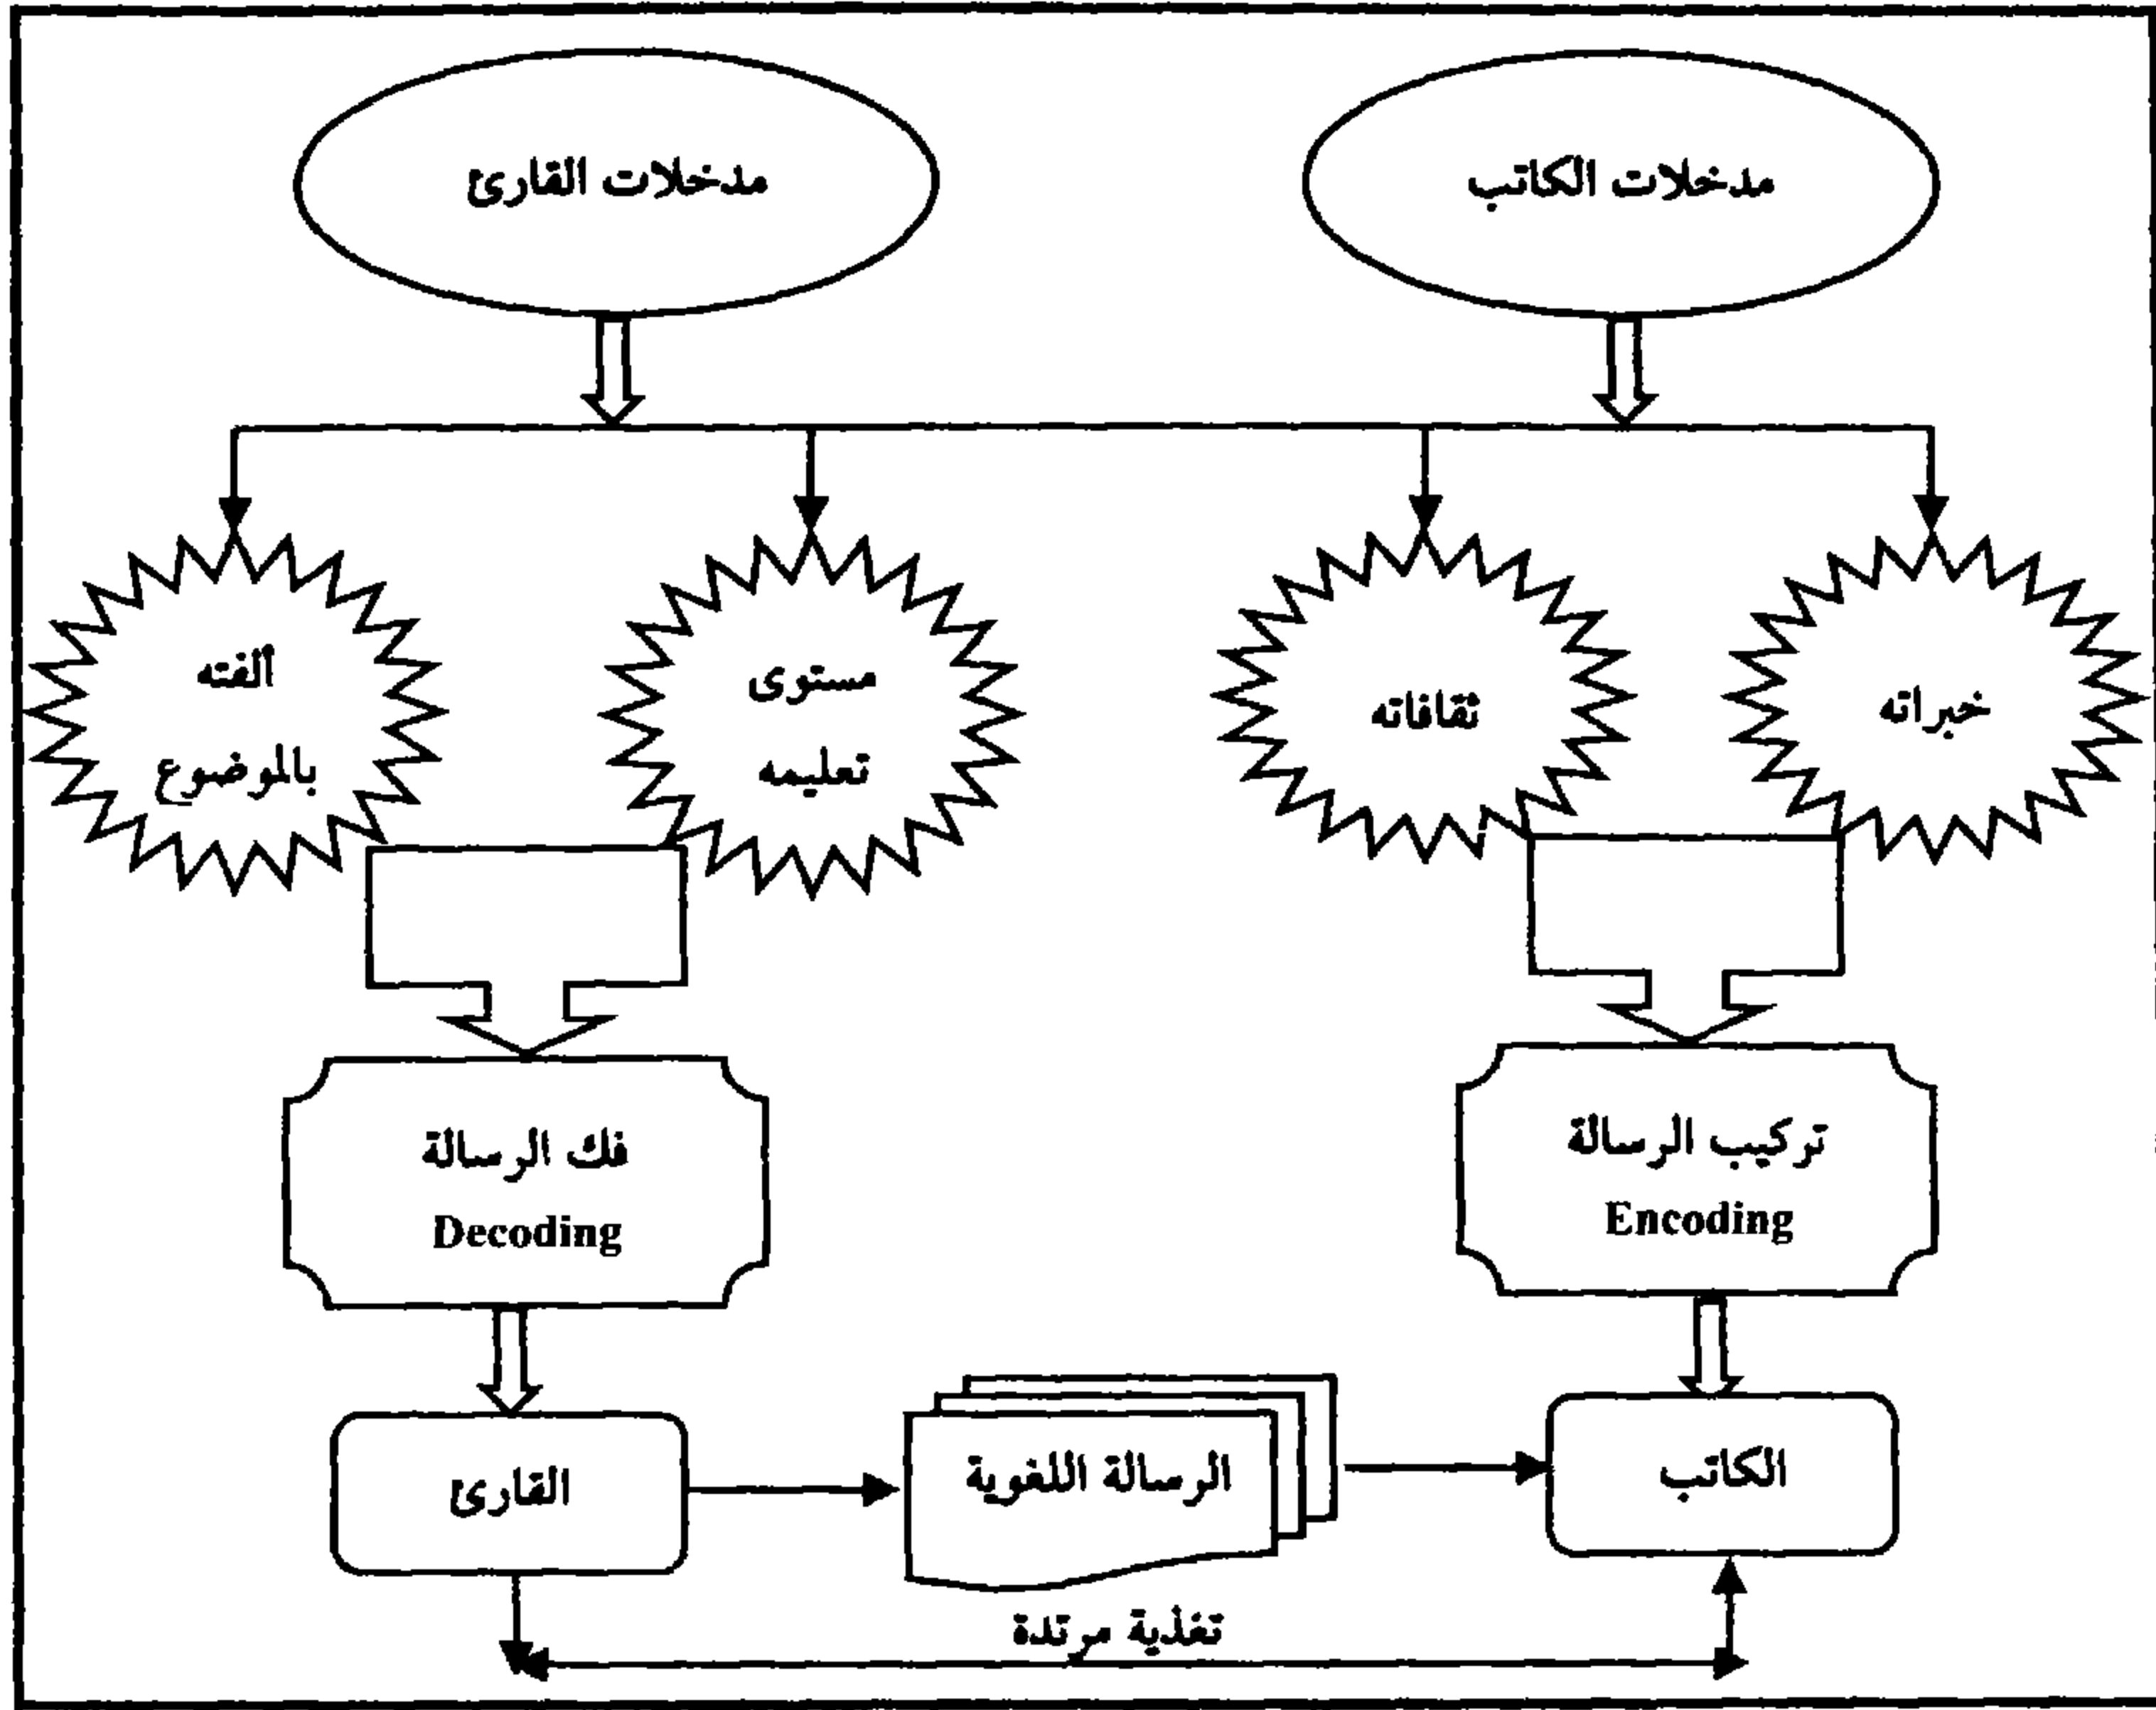 مدخلات الكاتب
مدخلات القارئ
خبراته
ثقافاته
مستوى
تعليمه
الفته
بالموضوع
تركيب الرسالة
Encoding
فك الرسالة
Decoding
الكاتب
الرسالة اللغوية
القارئ
تغذية مرتدة